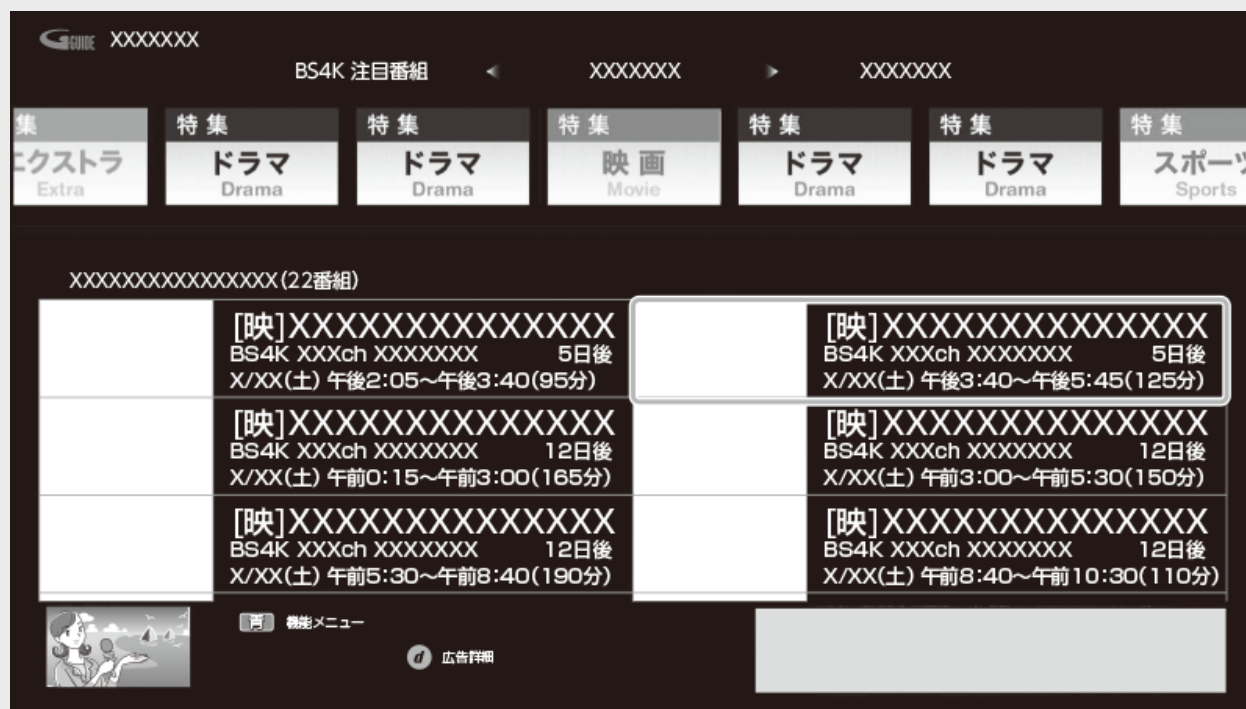 GGUIDE XXXXXXX
BS4K 注目番組 XXXXXXX XXXXXXX
集 特集 特集 特集 特集 特集 特集
エクストラ ドラマ ドラマ 映画 ドラマ ドラマ スポーツ
Extra Drama Drama Movie Drama Drama Sports
XXXXXXXXXXXXXXXX(22番組)
[映]XXXXXXXXXXXXXX
BS4K XXXch XXXXXXX 5日後
X/XX(土) 午後2:05～午後3:40(95分)
[映]XXXXXXXXXXXXXX
BS4K XXXch XXXXXXX 5日後
X/XX(土) 午後3:40～午後5:45(125分)
[映]XXXXXXXXXXXXXX
BS4K XXXch XXXXXXX 12日後
X/XX(土) 午前0:15～午前3:00(165分)
[映]XXXXXXXXXXXXXX
BS4K XXXch XXXXXXX 12日後
X/XX(土) 午前3:00～午前5:30(150分)
[映]XXXXXXXXXXXXXX
BS4K XXXch XXXXXXX 12日後
X/XX(土) 午前5:30～午前8:40(190分)
[映]XXXXXXXXXXXXXX
BS4K XXXch XXXXXXX 12日後
X/XX(土) 午前8:40～午前10:30(110分)
青 機能メニュー
d 広告詳細